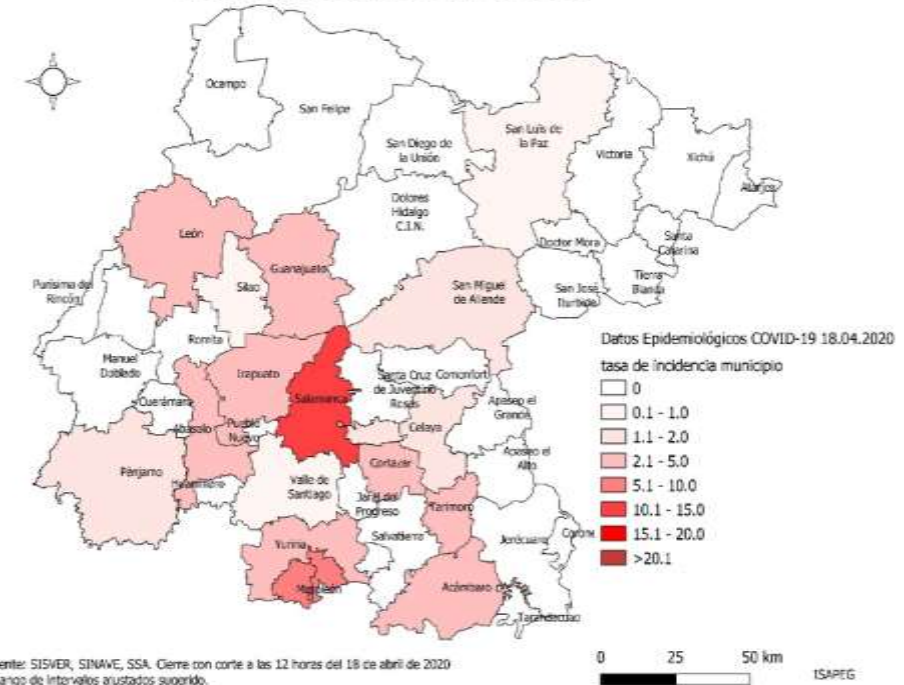 Ocampo
San Felipe
San Diego de
la Unión
San Luis de
la Paz
Victoria
Xichú
Atarjea
Dolores
Hidalgo
C.I.N.
León
Guanajuato
Silao
Doctor Mora
Santa
Catarina
San José
Iturbide
Tierra
Blanca
Purísima del
Rincón
San Miguel
de Allende
Romita
Manuel
Doblado
Irapuato
Cuerámaro
Salamanca
Santa Cruz
de Juventino
Rosas
Comonfort
Apaseo el
Grande
Abasolo
Pueblo
Nuevo
Celaya
Apaseo el
Alto
Pénjamo
Huanímaro
Valle de
Santiago
Cortazar
Jaral del
Progreso
Tarimoro
Salvatierra
Jerécuaro
Yuriria
Moroleón
Acámbaro
Tarandacuao
Datos Epidemiológicos COVID-19 18.04.2020
tasa de incidencia municipio
0
0.1 - 1.0
1.1 - 2.0
2.1 - 5.0
5.1 - 10.0
10.1 - 15.0
15.1 - 20.0
>20.1
ente: SISVER, SINAVE, SSA. Cierre con corte a las 12 horas del 18 de abril de 2020
ango de intervalos ajustados sugerido.
0 25 50 km
ISAPEG